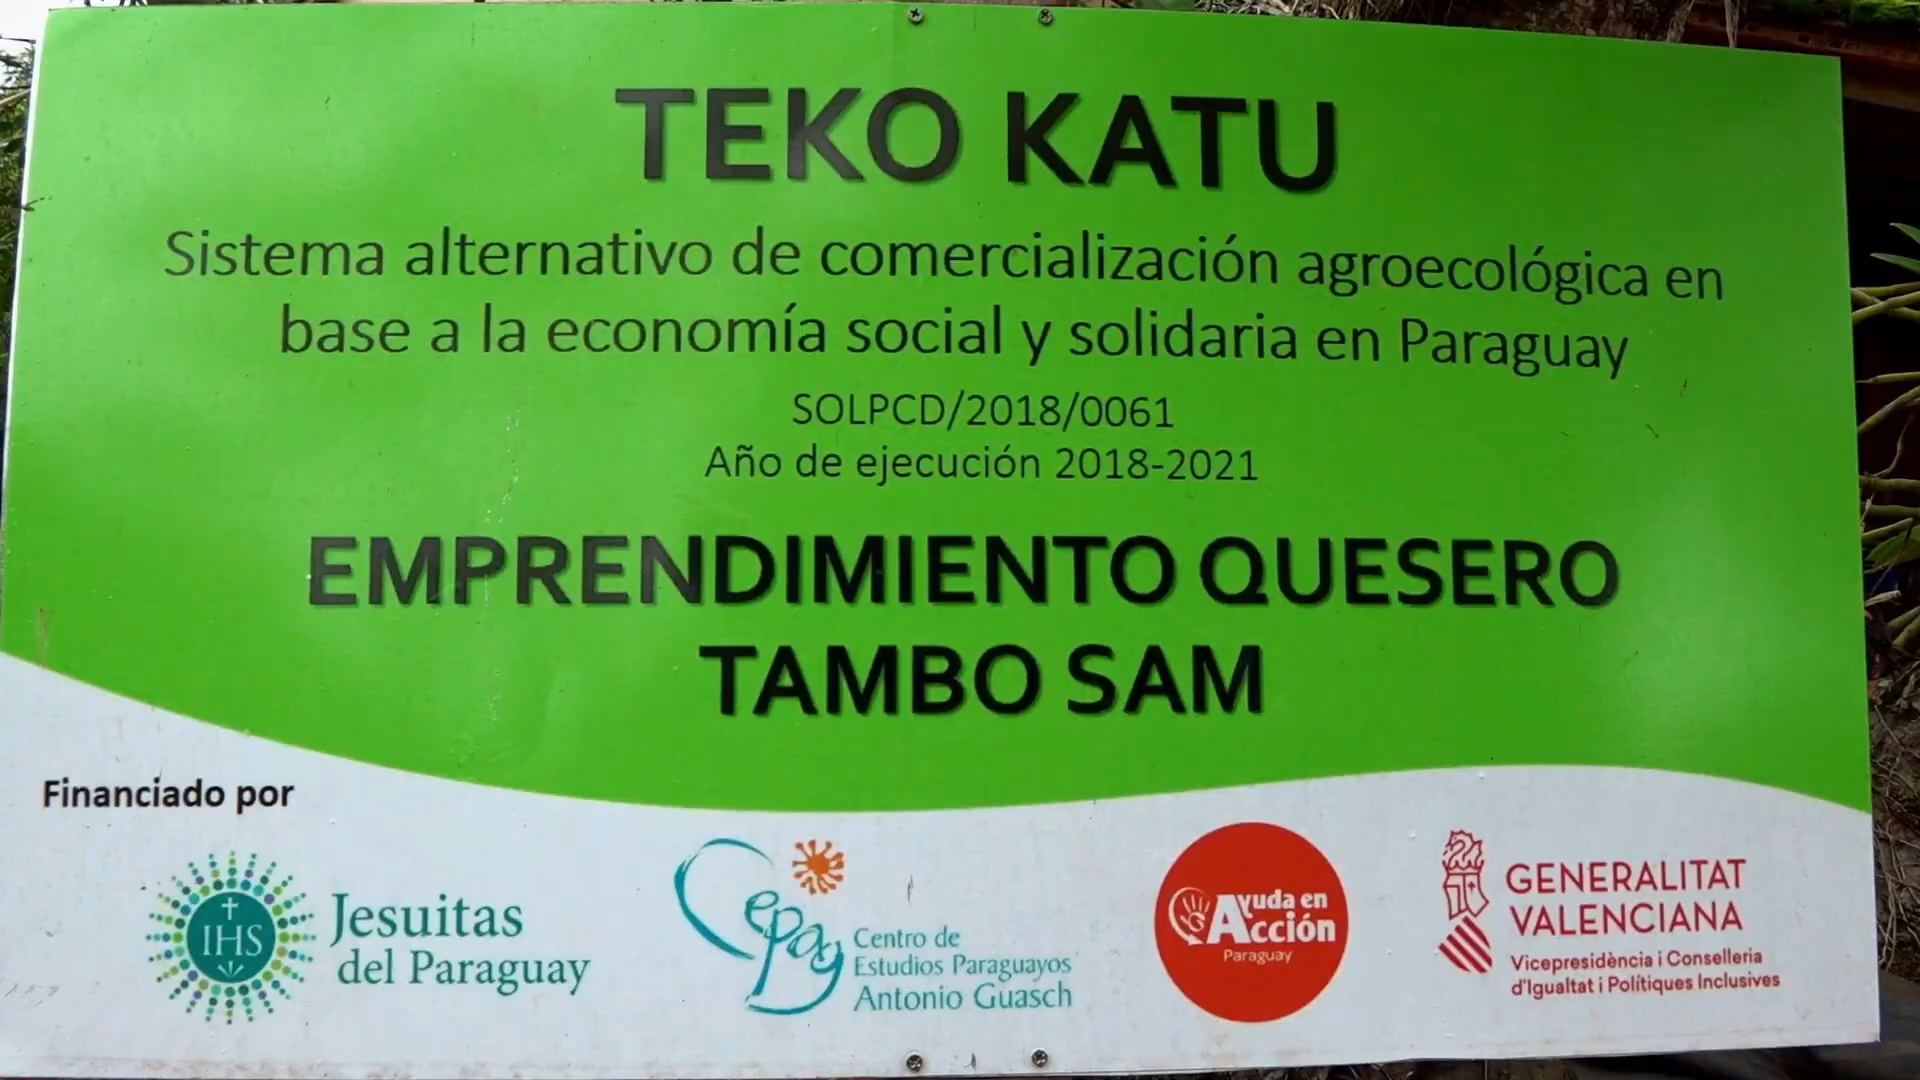 TEKO KATU
Sistema alternativo de comercialización agroecológica en
base a la economía social y solidaria en Paraguay
SOLPCD/2018/0061
Año de ejecución 2018-2021
EMPRENDIMIENTO QUESERO
TAMBO SAM
Financiado por
IHS
Jesuitas
del Paraguay
Cepag
Centro de
Estudios Paraguayos
Antonio Guasch
Ayuda en
Acción
Paraguay
GENERALITAT
VALENCIANA
Vicepresidència i Conselleria
d'Igualtat i Polítiques Inclusives